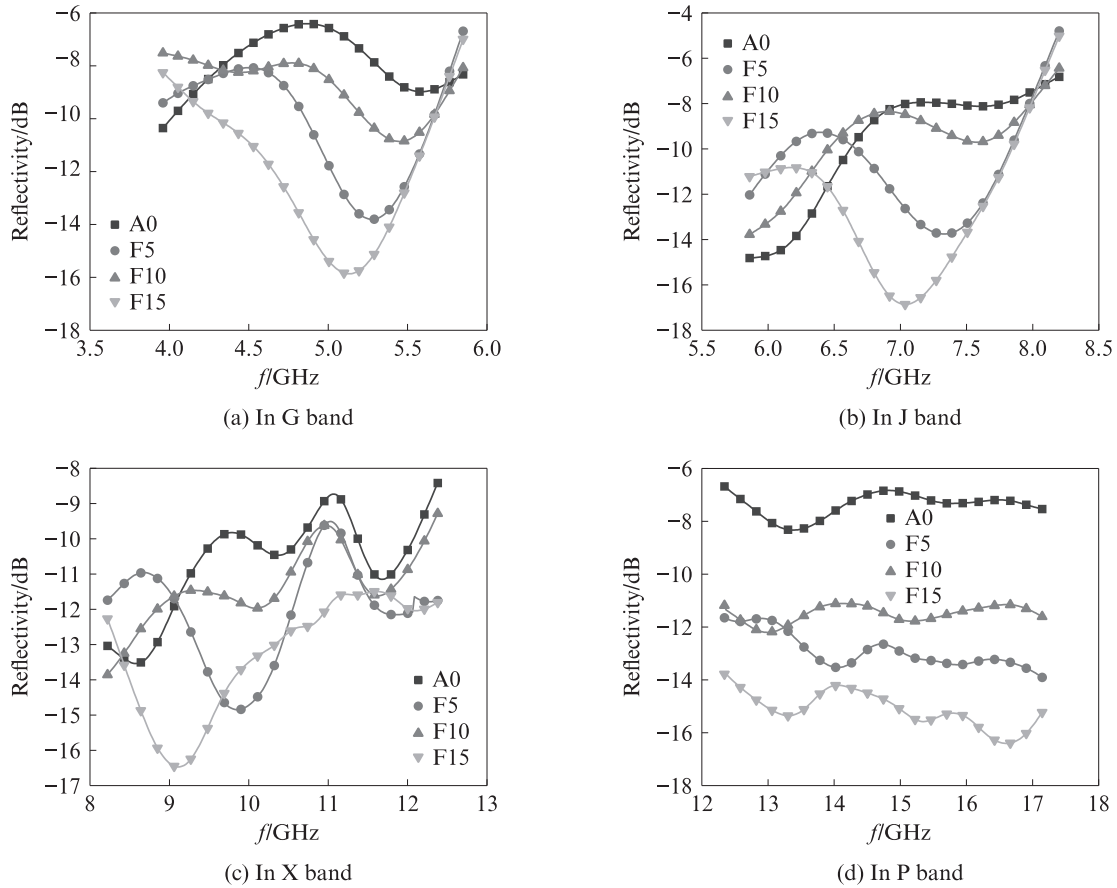 −6
−8
−10
−12
−14
−16
−18
Reflectivity/dB
A0
F5
F10
F15
3.5 4.0 4.5 5.0 5.5 6.0
f/GHz
(a) In G band
−4
−6
−8
−10
−12
−14
−16
−18
Reflectivity/dB
A0
F5
F10
F15
5.5 6.0 6.5 7.0 7.5 8.0 8.5
f/GHz
(b) In J band
−8
−9
−10
−11
−12
−13
−14
−15
−16
−17
Reflectivity/dB
A0
F5
F10
F15
8 9 10 11 12 13
f/GHz
(c) In X band
−6
−8
−10
−12
−14
−16
−18
Reflectivity/dB
A0
F5
F10
F15
12 13 14 15 16 17 18
f/GHz
(d) In P band